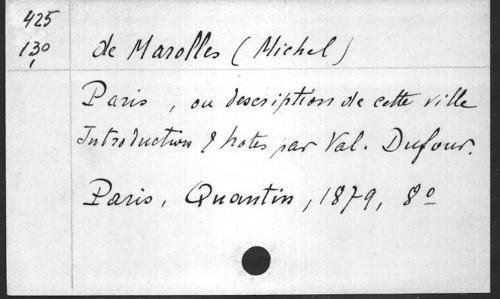 425
130
de Marolles (Michel)
Paris, ou description de cette ville
Introduction & notes par Val. Dufour.
Paris, Quantin, 1879, 8º